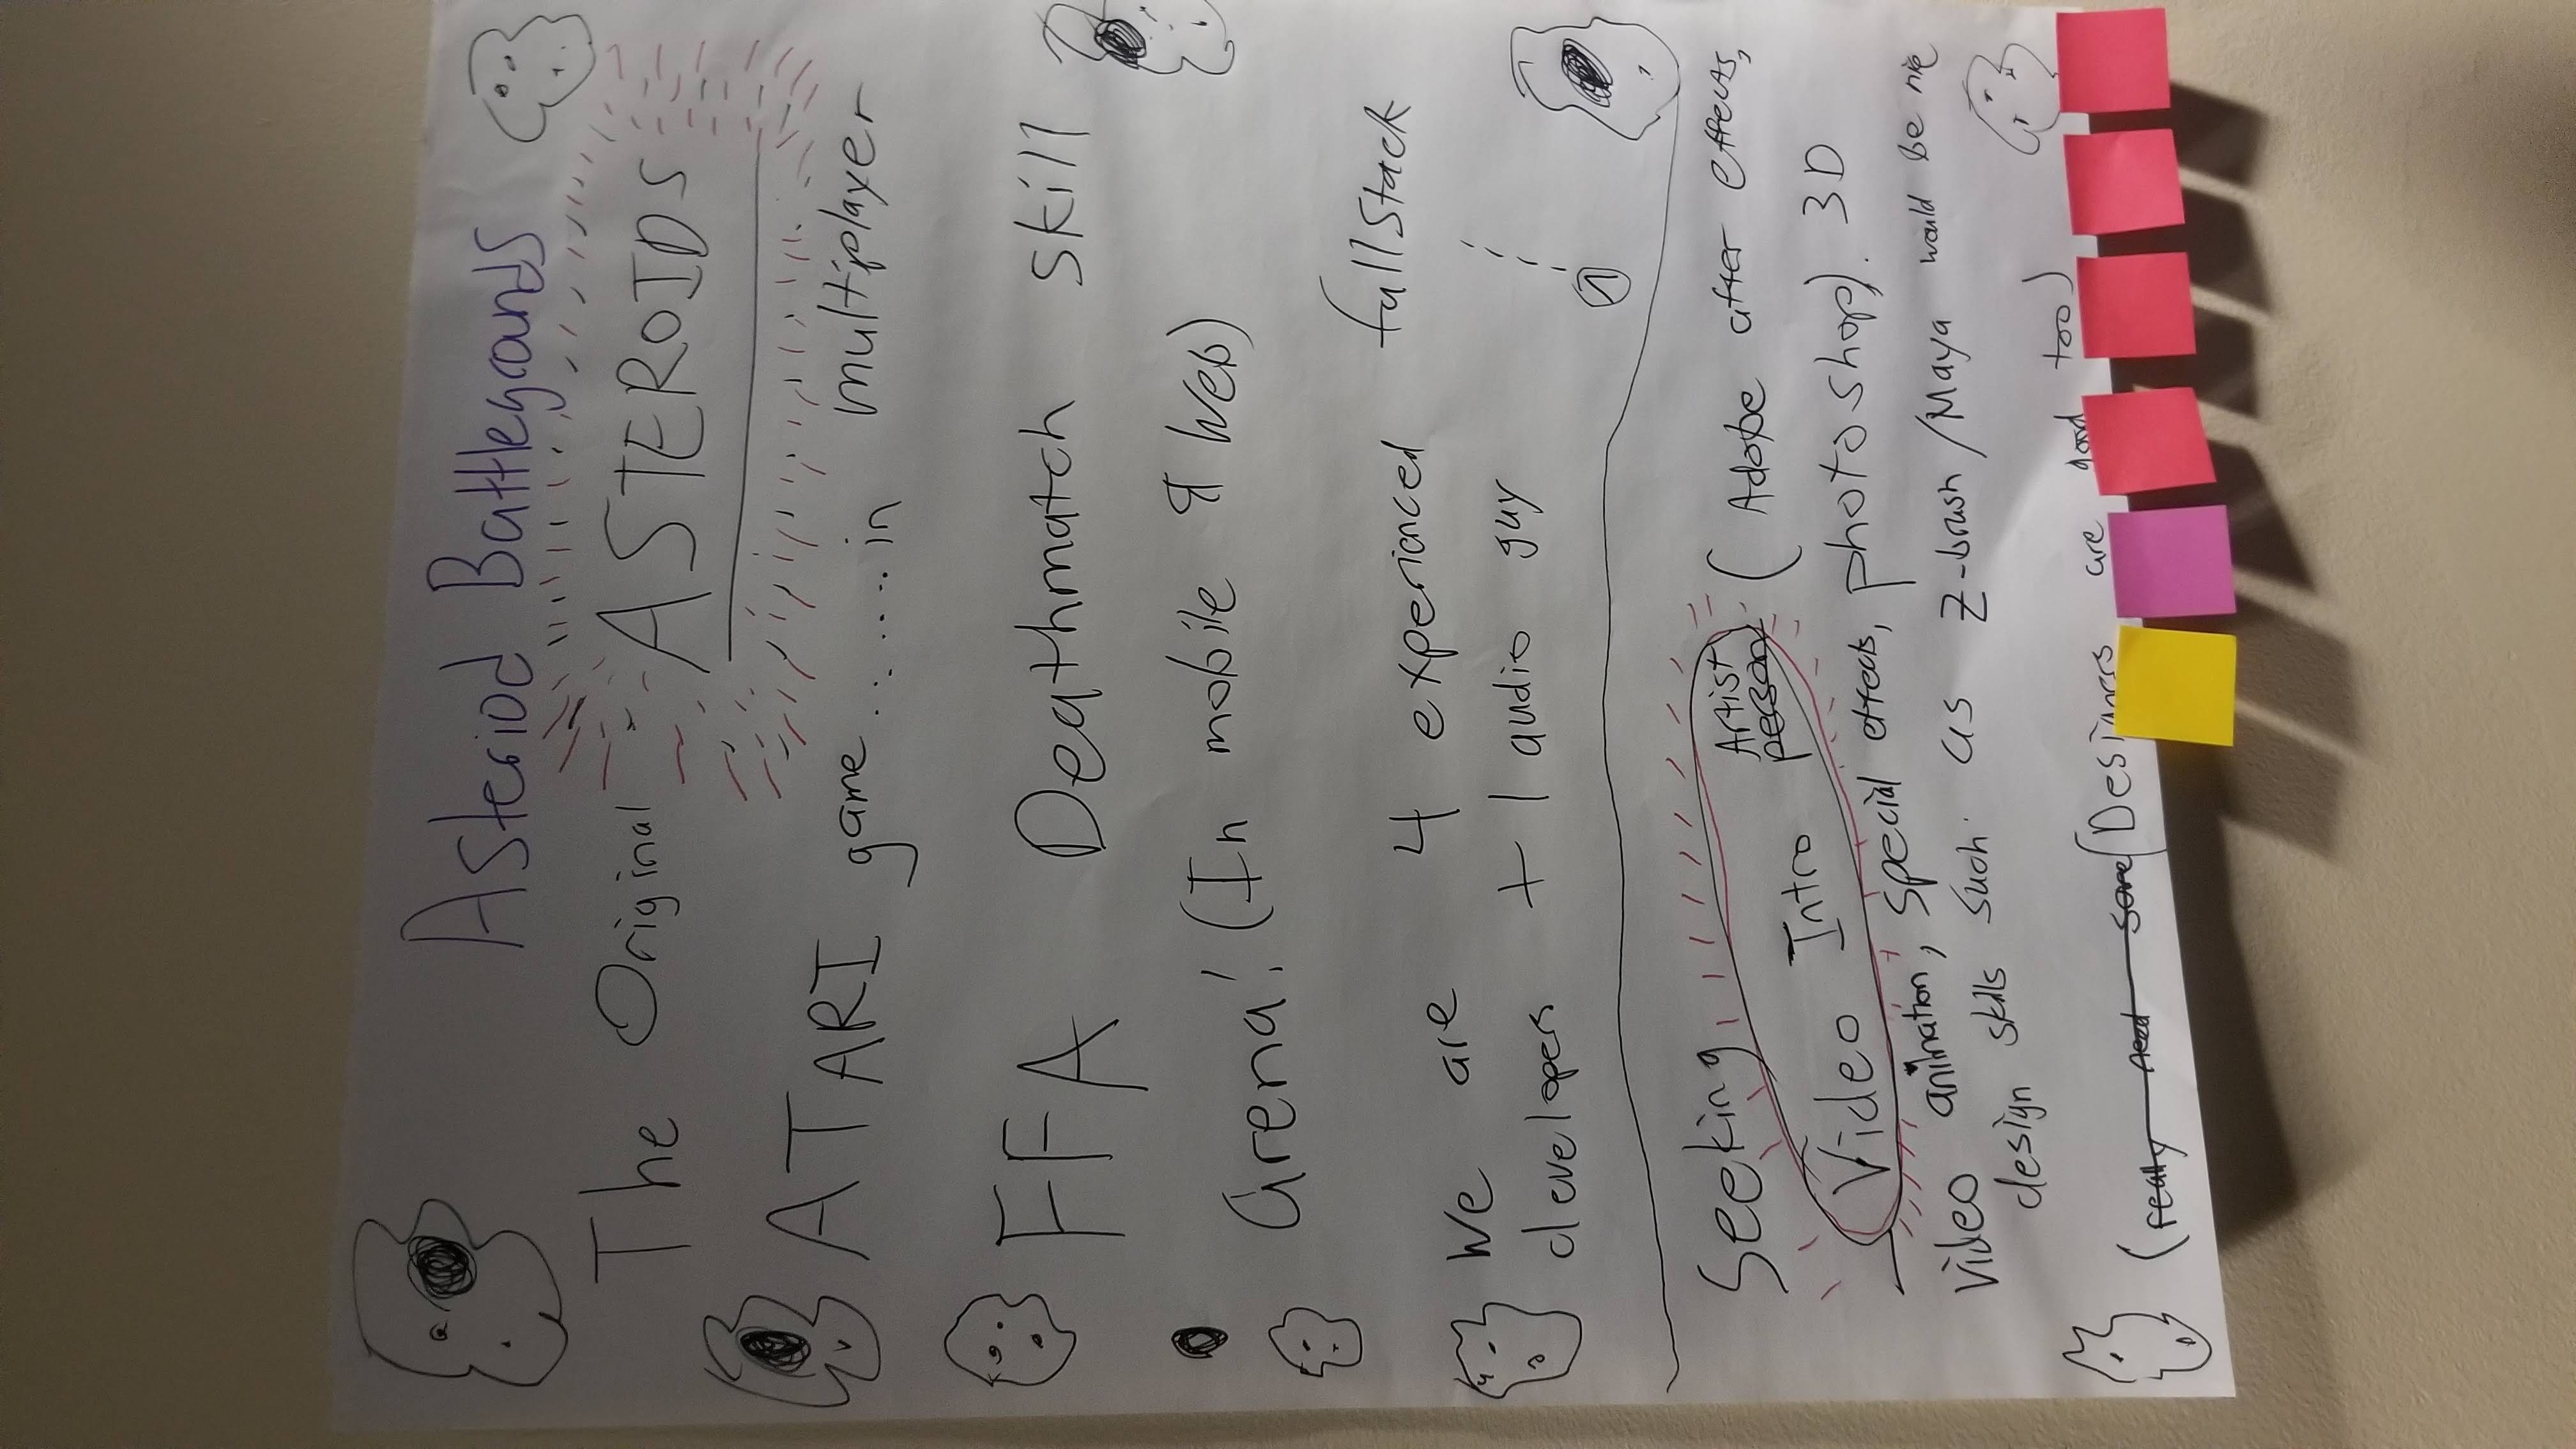 Asteriod Battlegrounds
The Original ASTEROIDS
ATARI game....... in multiplayer
FFA Deathmatch skill
arena! (In mobile & Web)
We are 4 experienced fullstack
developers + 1 audio guy
Seeking
Video Intro Artist person (Adobe after effects,
video animation, special effects, photoshop). 3D
design skills such as Z-brush/Maya would be nice
(really need some (Designers are good too)